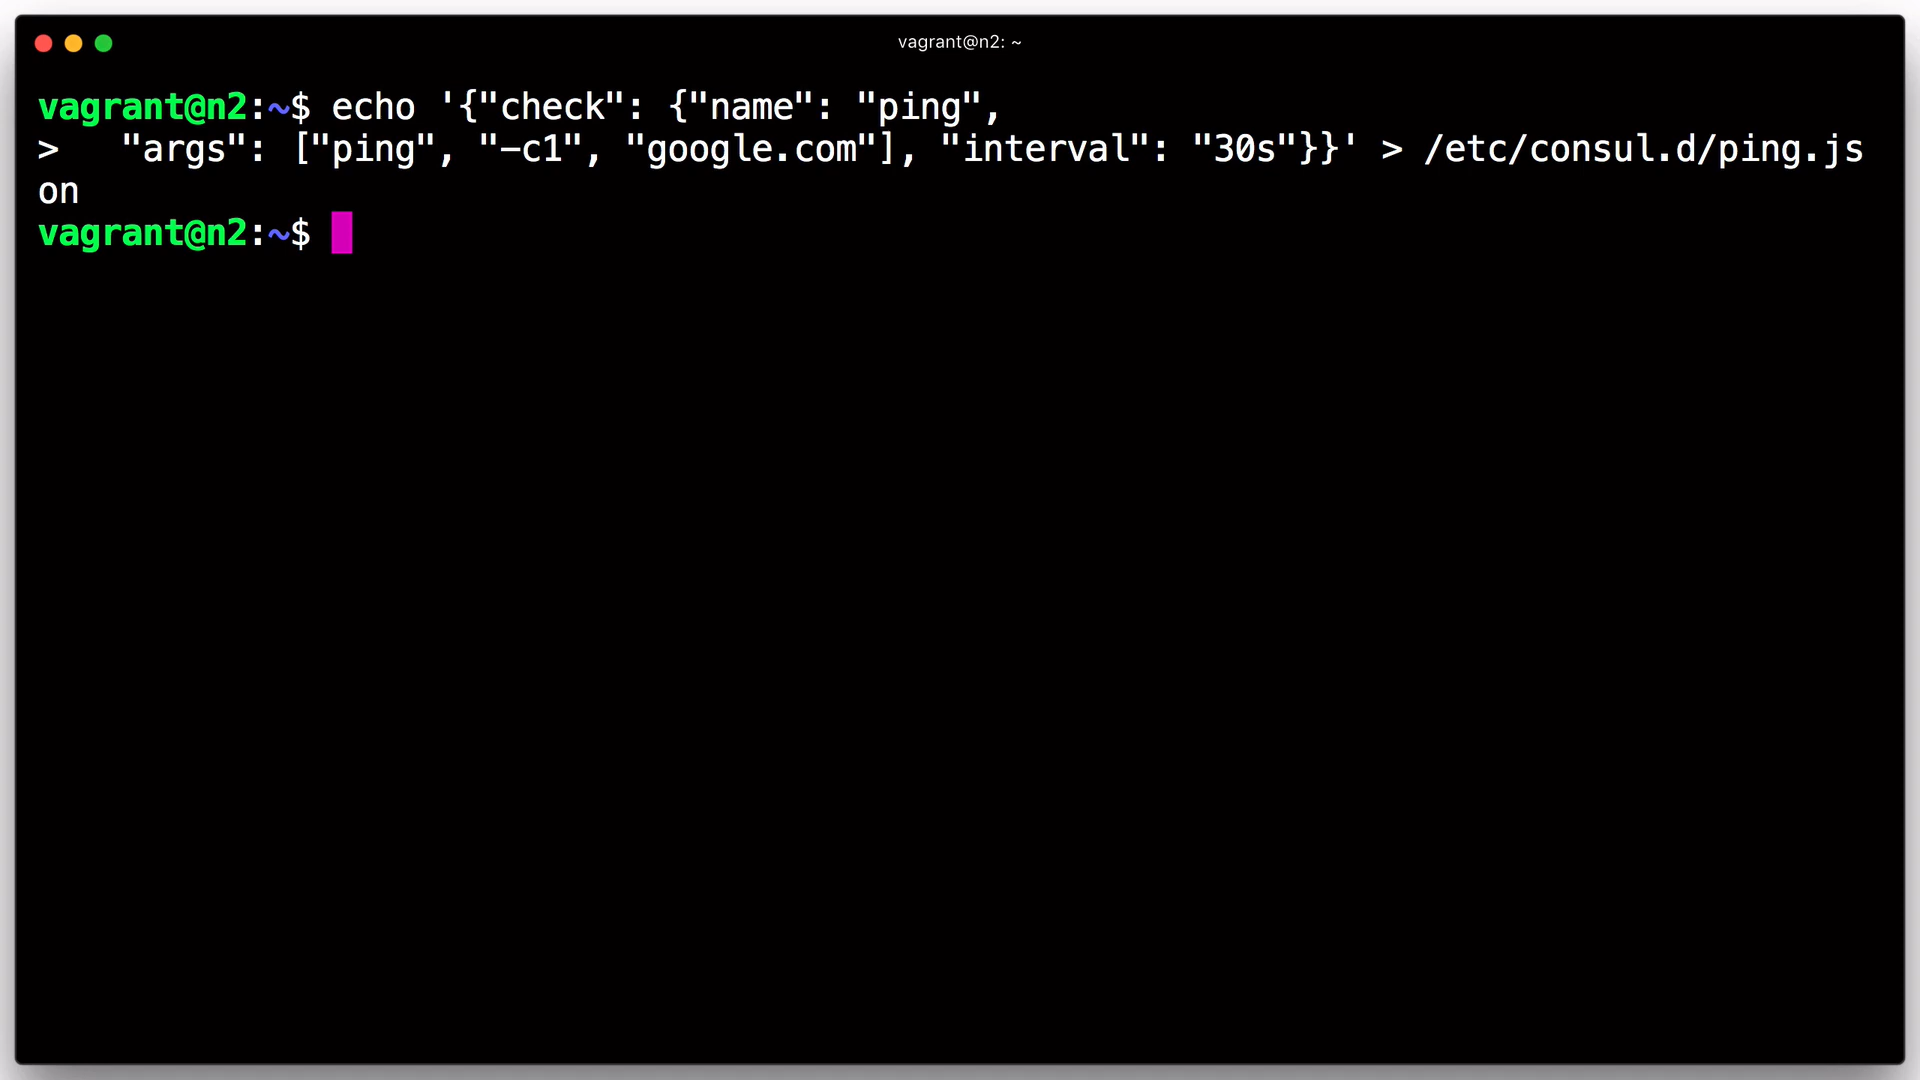 vagrant@n2: ~
vagrant@n2:~$ echo '{"check": {"name": "ping",
>   "args": ["ping", "-c1", "google.com"], "interval": "30s"}}' > /etc/consul.d/ping.js
on
vagrant@n2:~$